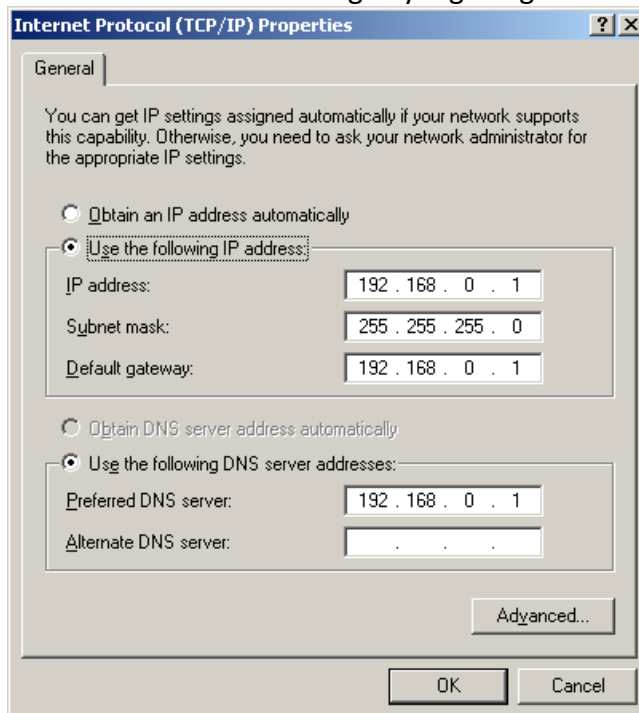 Internet Protocol (TCP/IP) Properties
General
You can get IP settings assigned automatically if your network supports
this capability. Otherwise, you need to ask your network administrator for
the appropriate IP settings.
Obtain an IP address automatically
Use the following IP address:
IP address: 192 . 168 . 0 . 1
Subnet mask: 255 . 255 . 255 . 0
Default gateway: 192 . 168 . 0 . 1
Obtain DNS server address automatically
Use the following DNS server addresses:
Preferred DNS server: 192 . 168 . 0 . 1
Alternate DNS server: . . .
Advanced...
OK Cancel